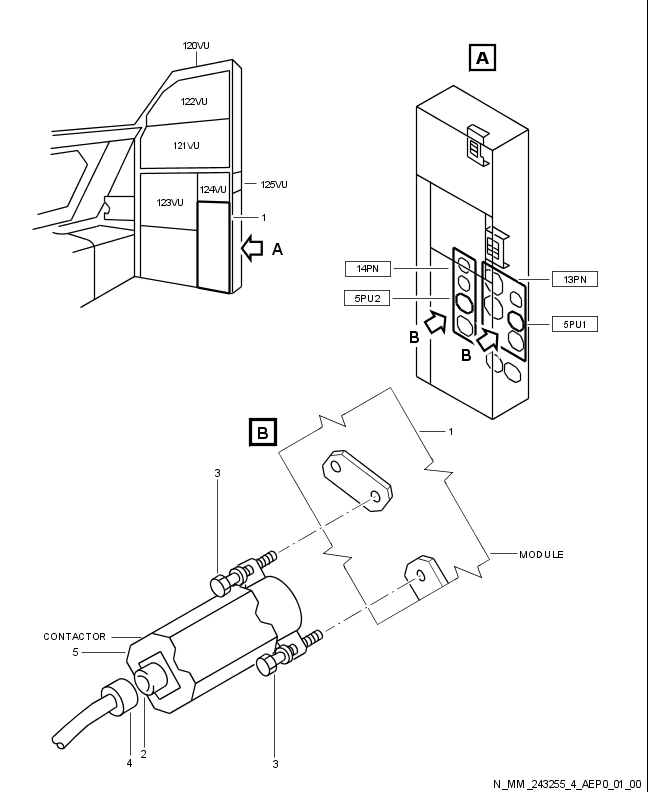 120VU
A
122VU
121VU
124VU
125VU
123VU
1
A
14PN
13PN
5PU2
5PU1
B
B
B
1
3
MODULE
CONTACTOR
5
4
2
3
N_MM_243255_4_AEP0_01_00